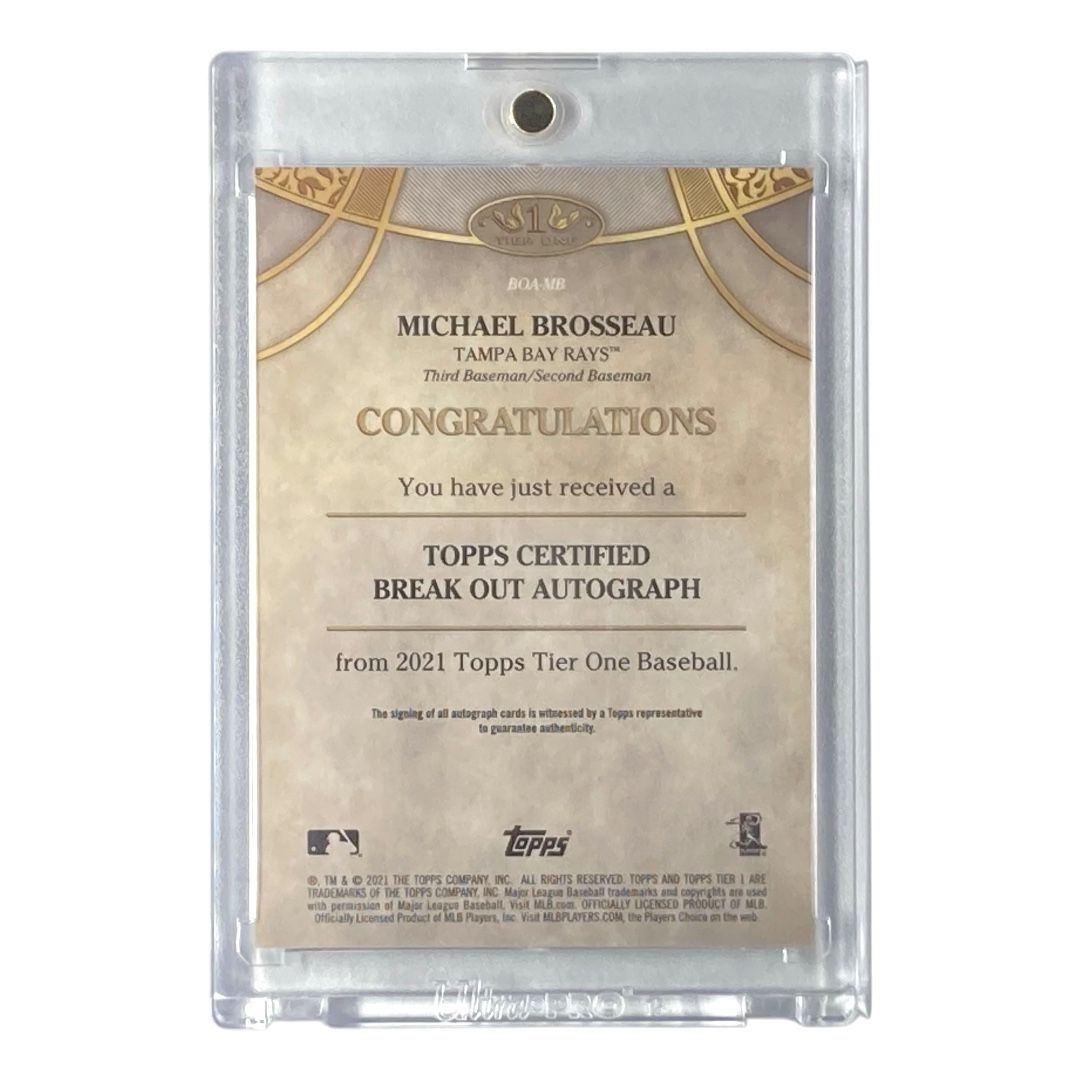 1
TIER ONE
BOA-MB
MICHAEL BROSSEAU
TAMPA BAY RAYS™
Third Baseman/Second Baseman
CONGRATULATIONS
You have just received a
TOPPS CERTIFIED
BREAK OUT AUTOGRAPH
from 2021 Topps Tier One Baseball.
The signing of all autograph cards is witnessed by a Topps representative
to guarantee authenticity.
Topps®
®, TM & © 2021 THE TOPPS COMPANY, INC. ALL RIGHTS RESERVED. TOPPS AND TOPPS TIER 1 ARE
TRADEMARKS OF THE TOPPS COMPANY, INC. Major League Baseball trademarks and copyrights are used
with permission of Major League Baseball. Visit MLB.com. OFFICIALLY LICENSED PRODUCT OF MLB.
Officially Licensed Product of MLB Players, Inc. Visit MLBPLAYERS.COM, the Players Choice on the web.
Ultra PRO